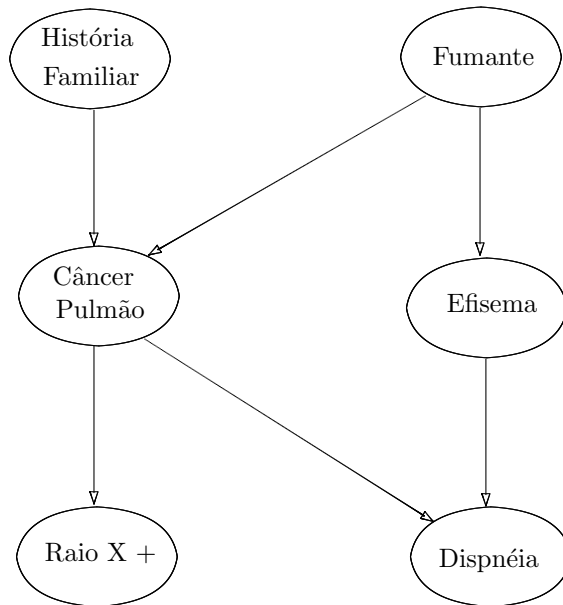 História
Familiar
Fumante
Câncer
Pulmão
Efisema
Raio X +
Dispnéia